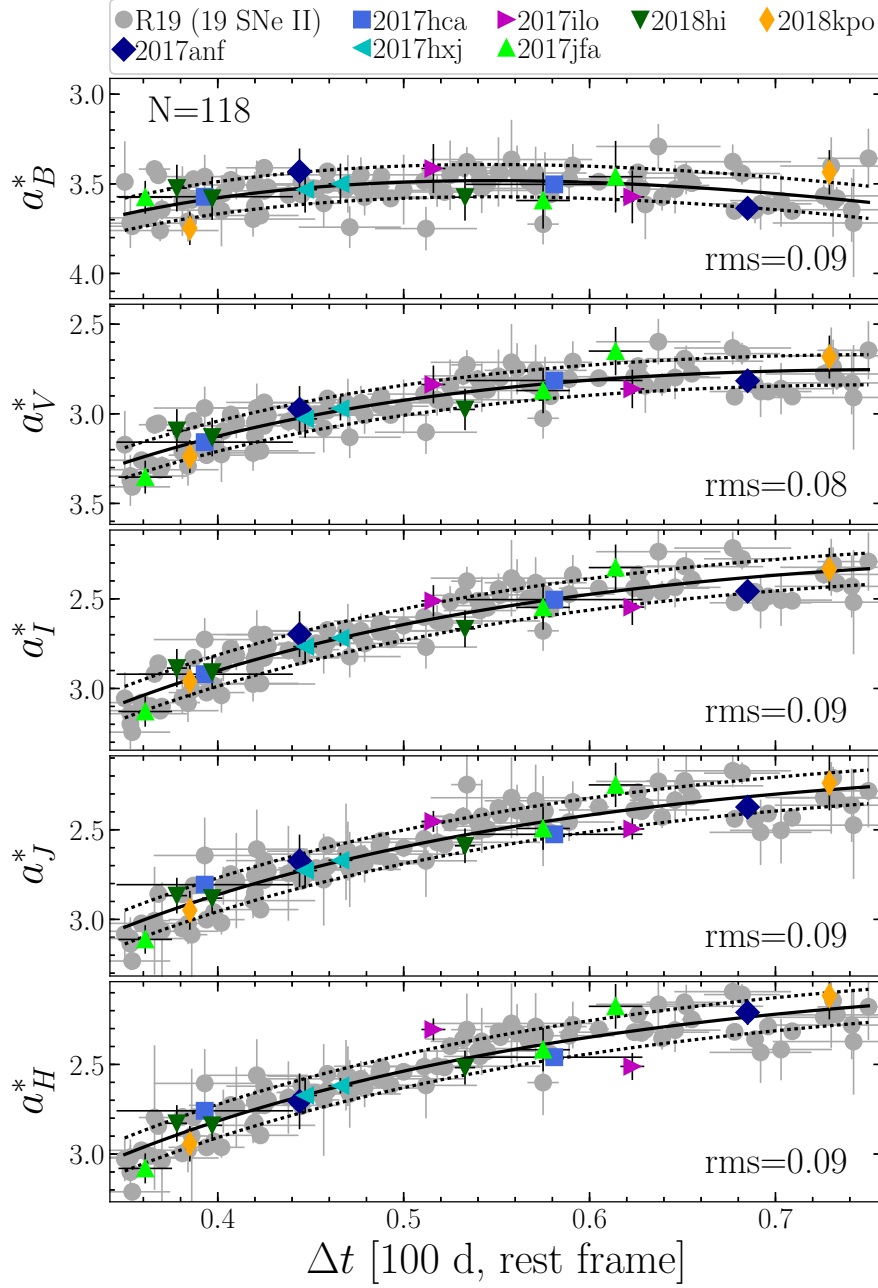 R19 (19 SNe II) 2017hca 2017ilo 2018hi 2018kpo
2017anf 2017hxj 2017jfa
N=118
3.0
3.5
4.0
a*B
rms=0.09
2.5
3.0
3.5
a*V
rms=0.08
2.5
3.0
a*I
rms=0.09
2.5
3.0
a*J
rms=0.09
2.5
3.0
a*H
rms=0.09
0.4 0.5 0.6 0.7
Δt [100 d, rest frame]